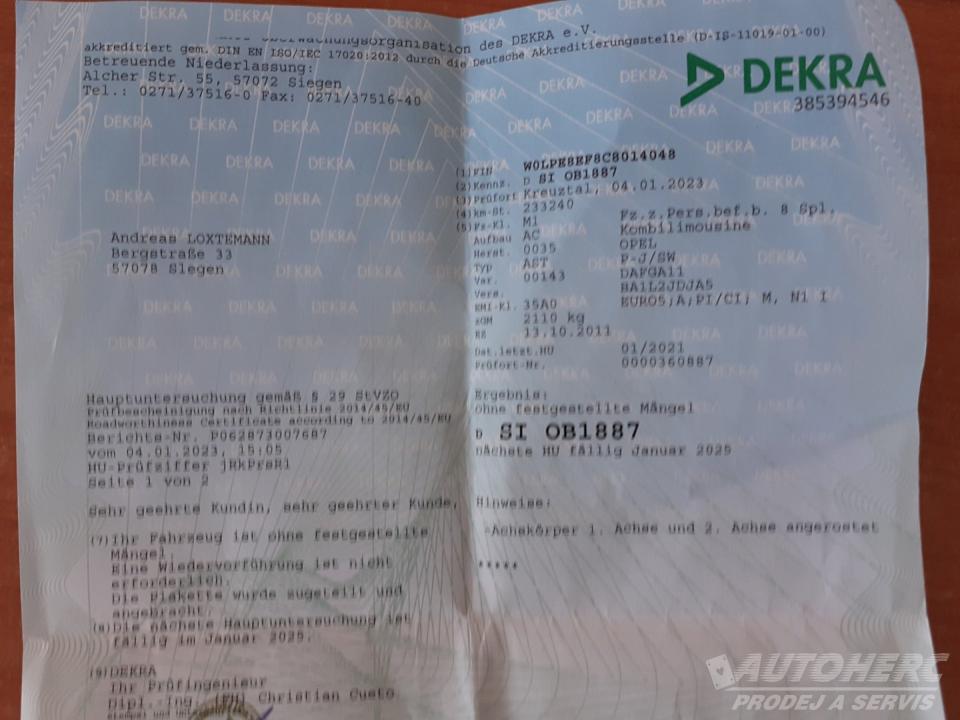 Überwachungsorganisation des DEKRA e.V.
akkreditiert gem. DIN EN ISO/IEC 17020:2012 durch die Deutsche Akkreditierungsstelle (D-IS-11019-01-00)
Betreuende Niederlassung:
Alcher Str. 55, 57072 Siegen
Tel.: 0271/37516-0 Fax: 0271/37516-40
DEKRA
385394546
Andreas LOXTEMANN
Bergstraße 33
57078 Siegen
(1)FIN W0LPE8EF8C8014048
(2)Kennz. D SI OB1887
(3)Prüfort Kreuztal, 04.01.2023
(4)km-St. 233240
(5)Fz-Kl. M1 Fz.z.Pers.bef.b. 8 Spl.
Aufbau AC Kombilimousine
Herst. 0035 OPEL
Typ AST P-J/SW
Var. 00143 DAFGA11
Vers. BA1L2JDJA5
EMI-Kl. 35A0 EURO5;A;PI/CI; M, N1 I
zGM 2110 kg
EZ 13.10.2011
Dat.letzt.HU 01/2021
Prüfort-Nr. 0000360887
Hauptuntersuchung gemäß § 29 StVZO
Prüfbescheinigung nach Richtlinie 2014/45/EU
Roadworthiness Certificate according to 2014/45/EU
Berichts-Nr. P062873007687
vom 04.01.2023, 15:05
HU-Prüfziffer jRkPrsR1
Seite 1 von 2
Ergebnis:
ohne festgestellte Mängel
D SI OB1887
nächste HU fällig Januar 2025
Sehr geehrte Kundin, sehr geehrter Kunde,
(7)Ihr Fahrzeug ist ohne festgestellte
Mängel.
Eine Wiedervorführung ist nicht
erforderlich.
Die Plakette wurde zugeteilt und
angebracht.
(8)Die nächste Hauptuntersuchung ist
fällig im Januar 2025.
(9)DEKRA
Ihr Prüfingenieur
Dipl.-Ing. (FH) Christian Custo
Hinweise:
-Achskörper 1. Achse und 2. Achse angerostet
*****
AUTOHERC
PRODEJ A SERVIS